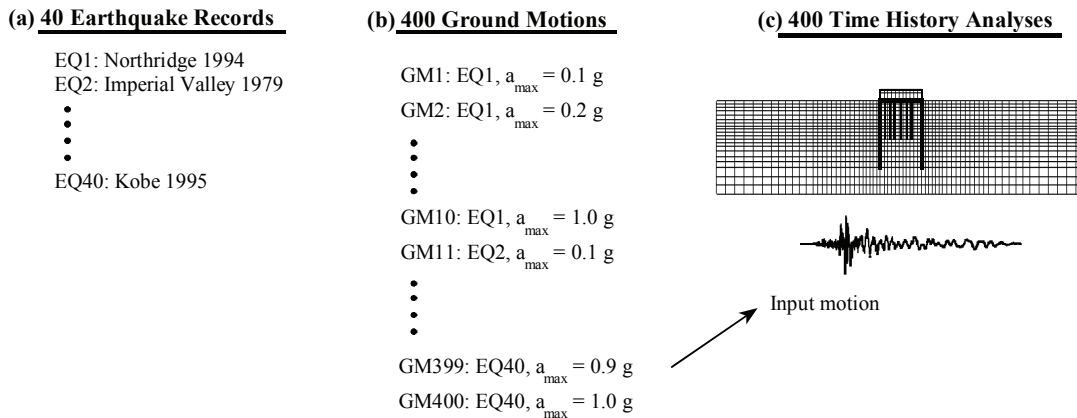 (a) 40 Earthquake Records
EQ1: Northridge 1994
EQ2: Imperial Valley 1979
EQ40: Kobe 1995
(b) 400 Ground Motions
GM1: EQ1, amax = 0.1 g
GM2: EQ1, amax = 0.2 g
GM10: EQ1, amax = 1.0 g
GM11: EQ2, amax = 0.1 g
GM399: EQ40, amax = 0.9 g
GM400: EQ40, amax = 1.0 g
(c) 400 Time History Analyses
Input motion